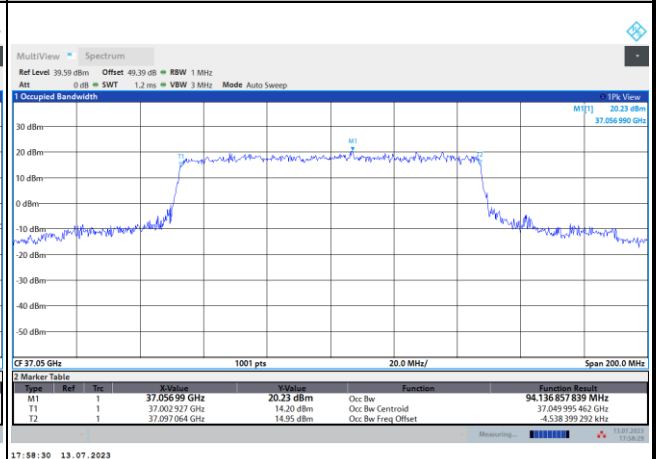 MultiView Spectrum
Ref Level 39.59 dBm Offset 49.39 dB RBW 1 MHz
Att 0 dB SWT 1.2 ms VBW 3 MHz Mode Auto Sweep
1 Occupied Bandwidth 1Pk View
M1[1] 20.23 dBm
37.056 990 GHz
30 dBm
M1
20 dBm
T1 T2
10 dBm
0 dBm
-10 dBm
-20 dBm
-30 dBm
-40 dBm
-50 dBm
CF 37.05 GHz 1001 pts 20.0 MHz/ Span 200.0 MHz
2 Marker Table
Type Ref Trc X-Value Y-Value Function Function Result
M1 1 37.056 99 GHz 20.23 dBm Occ Bw 94.136 857 839 MHz
T1 1 37.002 927 GHz 14.20 dBm Occ Bw Centroid 37.049 995 462 GHz
T2 1 37.097 064 GHz 14.95 dBm Occ Bw Freq Offset -4.538 399 292 kHz
Measuring... 13.07.2023
17:58:29
17:58:30 13.07.2023